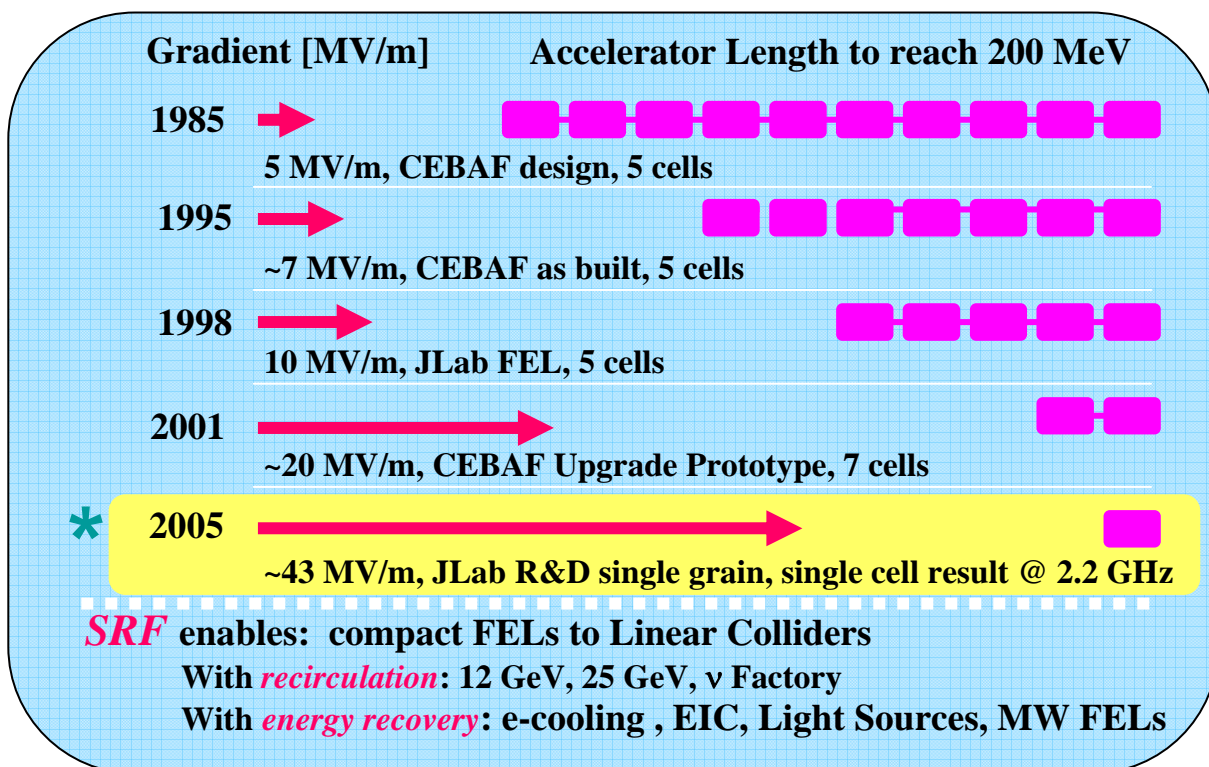 Gradient [MV/m] Accelerator Length to reach 200 MeV
1985
5 MV/m, CEBAF design, 5 cells
1995
~7 MV/m, CEBAF as built, 5 cells
1998
10 MV/m, JLab FEL, 5 cells
2001
~20 MV/m, CEBAF Upgrade Prototype, 7 cells
* 2005
~43 MV/m, JLab R&D single grain, single cell result @ 2.2 GHz
SRF enables: compact FELs to Linear Colliders
With recirculation: 12 GeV, 25 GeV, ν Factory
With energy recovery: e-cooling , EIC, Light Sources, MW FELs